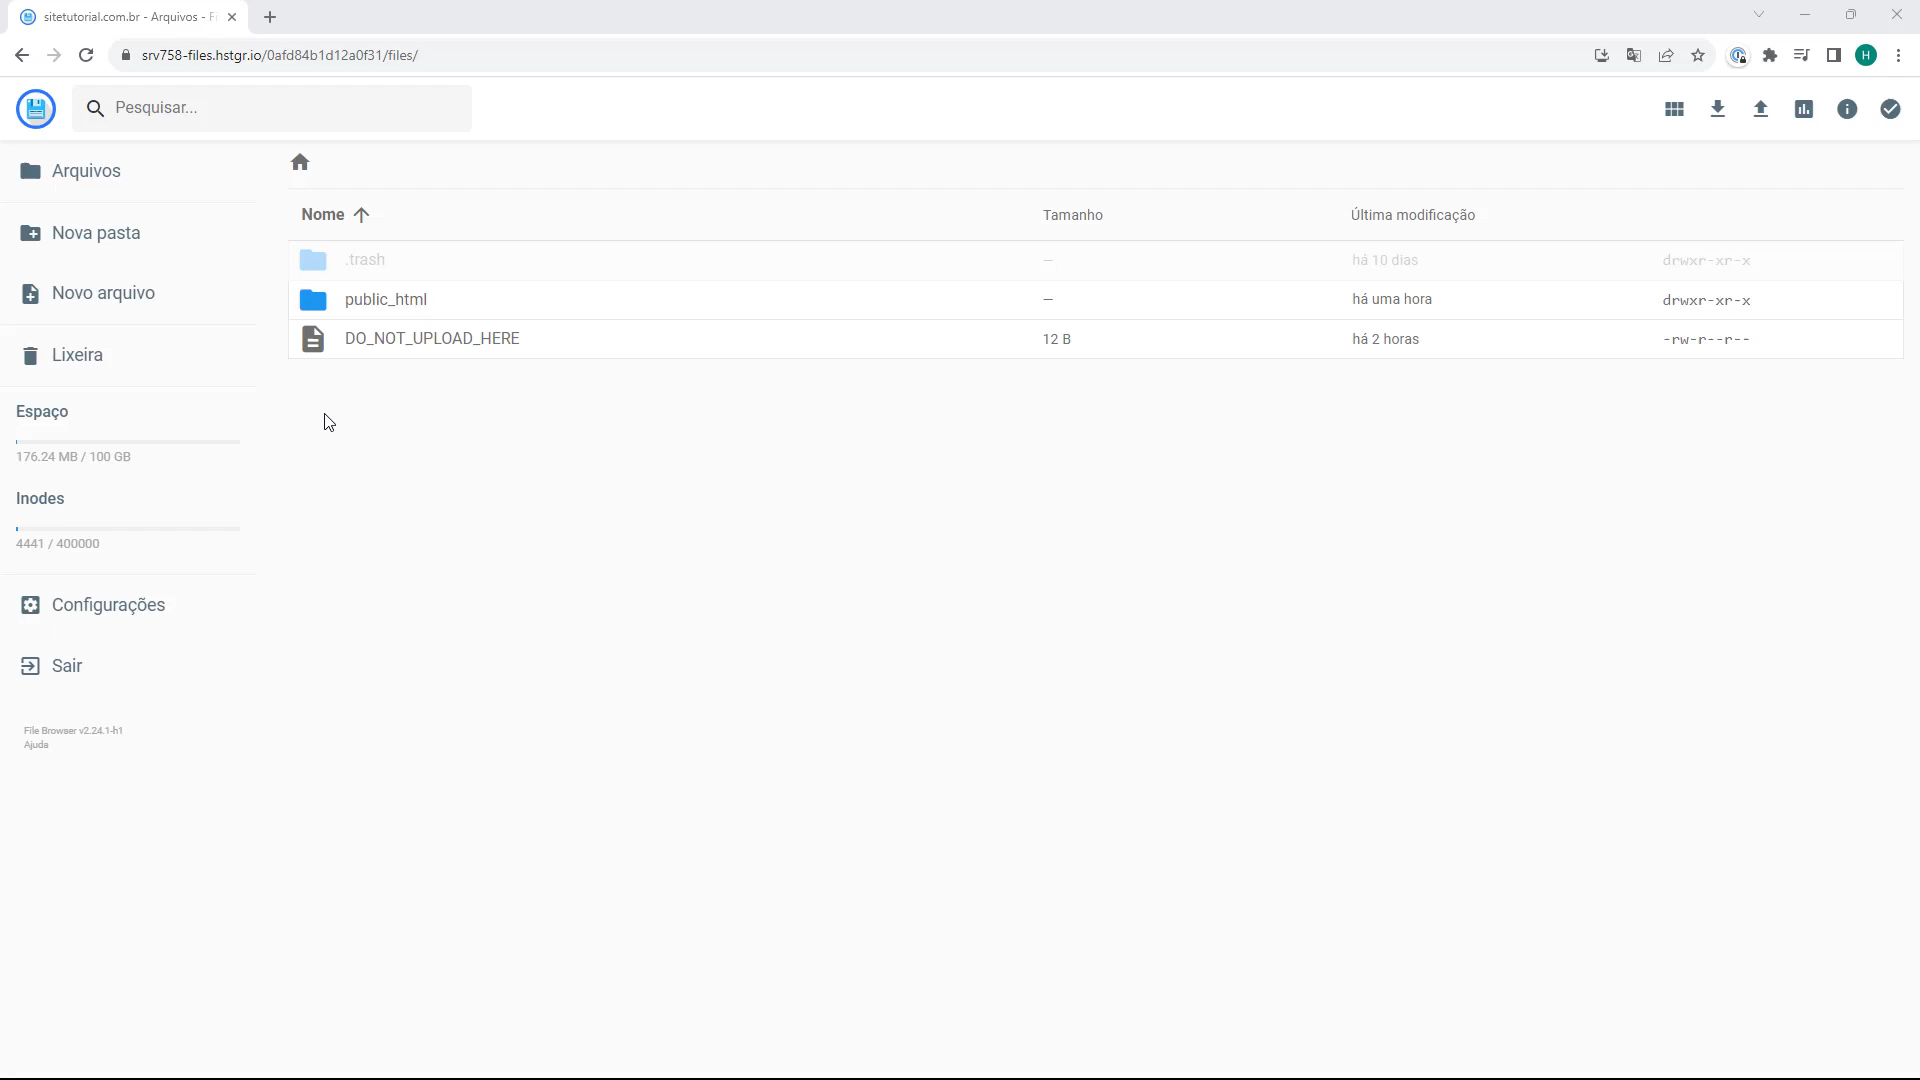 sitetutorial.com.br - Arquivos - Fi
srv758-files.hstgr.io/0afd84b1d12a0f31/files/
H
Pesquisar...
Arquivos
Nova pasta
Novo arquivo
Lixeira
Espaço
176.24 MB / 100 GB
Inodes
4441 / 400000
Configurações
Sair
File Browser v2.24.1-h1
Ajuda
Nome Tamanho Última modificação
.trash — há 10 dias drwxr-xr-x
public_html — há uma hora drwxr-xr-x
DO_NOT_UPLOAD_HERE 12 B há 2 horas -rw-r--r--